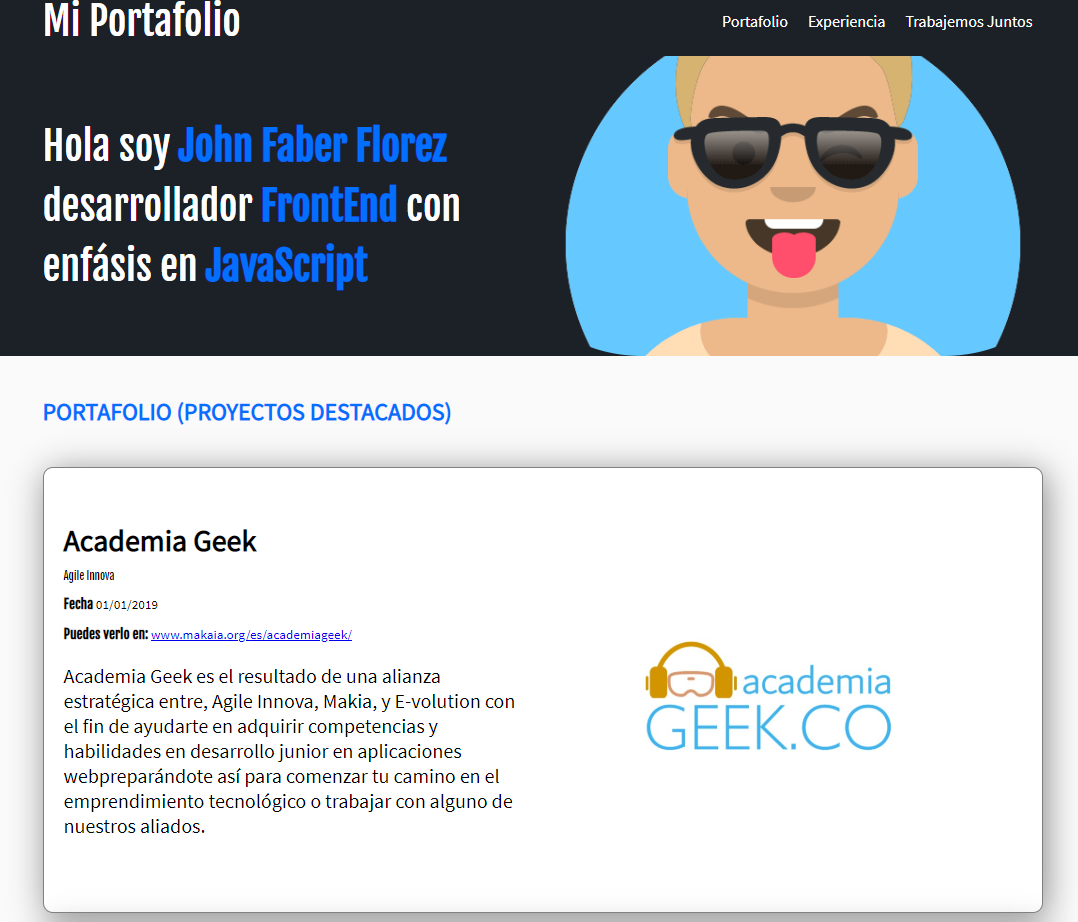 Mi Portafolio
Portafolio Experiencia Trabajemos Juntos
Hola soy John Faber Florez
desarrollador FrontEnd con
enfásis en JavaScript
PORTAFOLIO (PROYECTOS DESTACADOS)
Academia Geek
Agile Innova
Fecha 01/01/2019
Puedes verlo en: www.makaia.org/es/academiageek/
Academia Geek es el resultado de una alianza
estratégica entre, Agile Innova, Makia, y E-volution con
el fin de ayudarte en adquirir competencias y
habilidades en desarrollo junior en aplicaciones
webpreparándote así para comenzar tu camino en el
emprendimiento tecnológico o trabajar con alguno de
nuestros aliados.
academia
GEEK.CO